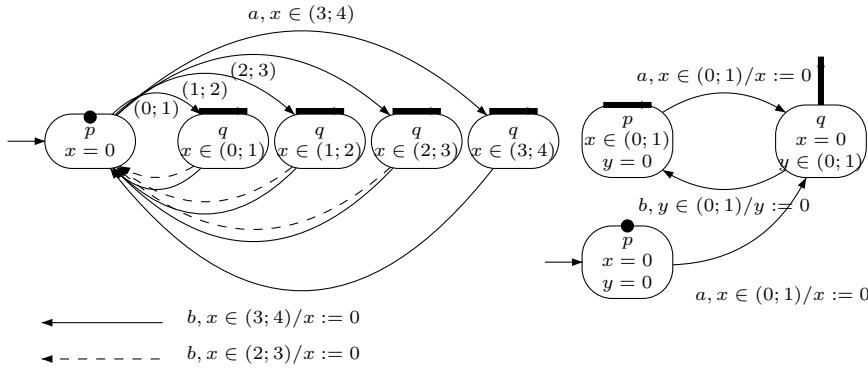 a, x ∈ (3; 4)
(2; 3)
(1; 2)
(0; 1)
p
x = 0
q
x ∈ (0; 1)
q
x ∈ (1; 2)
q
x ∈ (2; 3)
q
x ∈ (3; 4)
b, x ∈ (3; 4)/x := 0
b, x ∈ (2; 3)/x := 0
a, x ∈ (0; 1)/x := 0
p
x ∈ (0; 1)
y = 0
q
x = 0
y ∈ (0; 1)
b, y ∈ (0; 1)/y := 0
p
x = 0
y = 0
a, x ∈ (0; 1)/x := 0